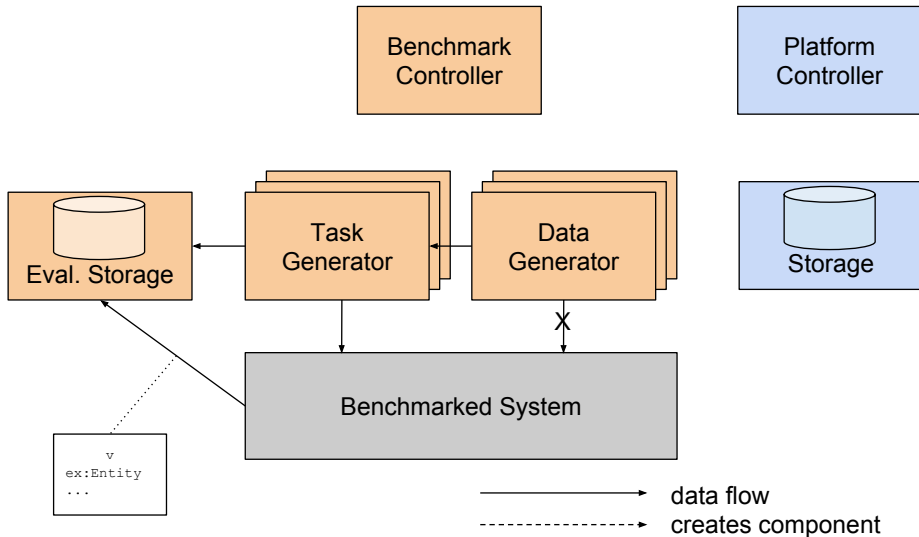 Benchmark
Controller
Platform
Controller
Eval. Storage
Task
Generator
Data
Generator
Storage
X
Benchmarked System
v
ex:Entity
...
data flow
creates component